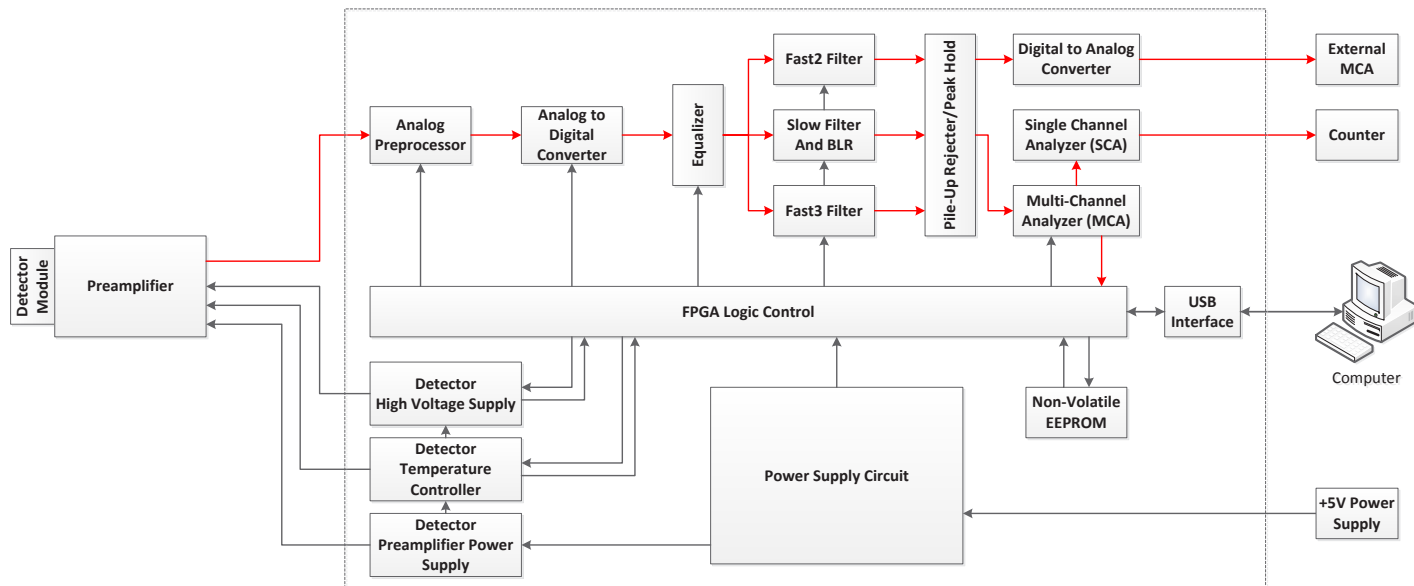 Fast2 Filter
Digital to Analog
Converter
External
MCA
Analog
Preprocessor
Analog to
Digital
Converter
Equalizer
Slow Filter
And BLR
Pile-Up Rejecter/Peak Hold
Single Channel
Analyzer (SCA)
Counter
Fast3 Filter
Multi-Channel
Analyzer (MCA)
Detector
Module
Preamplifier
FPGA Logic Control
USB
Interface
Computer
Detector
High Voltage Supply
Non-Volatile
EEPROM
Detector
Temperature
Controller
Power Supply Circuit
+5V Power
Supply
Detector
Preamplifier Power
Supply